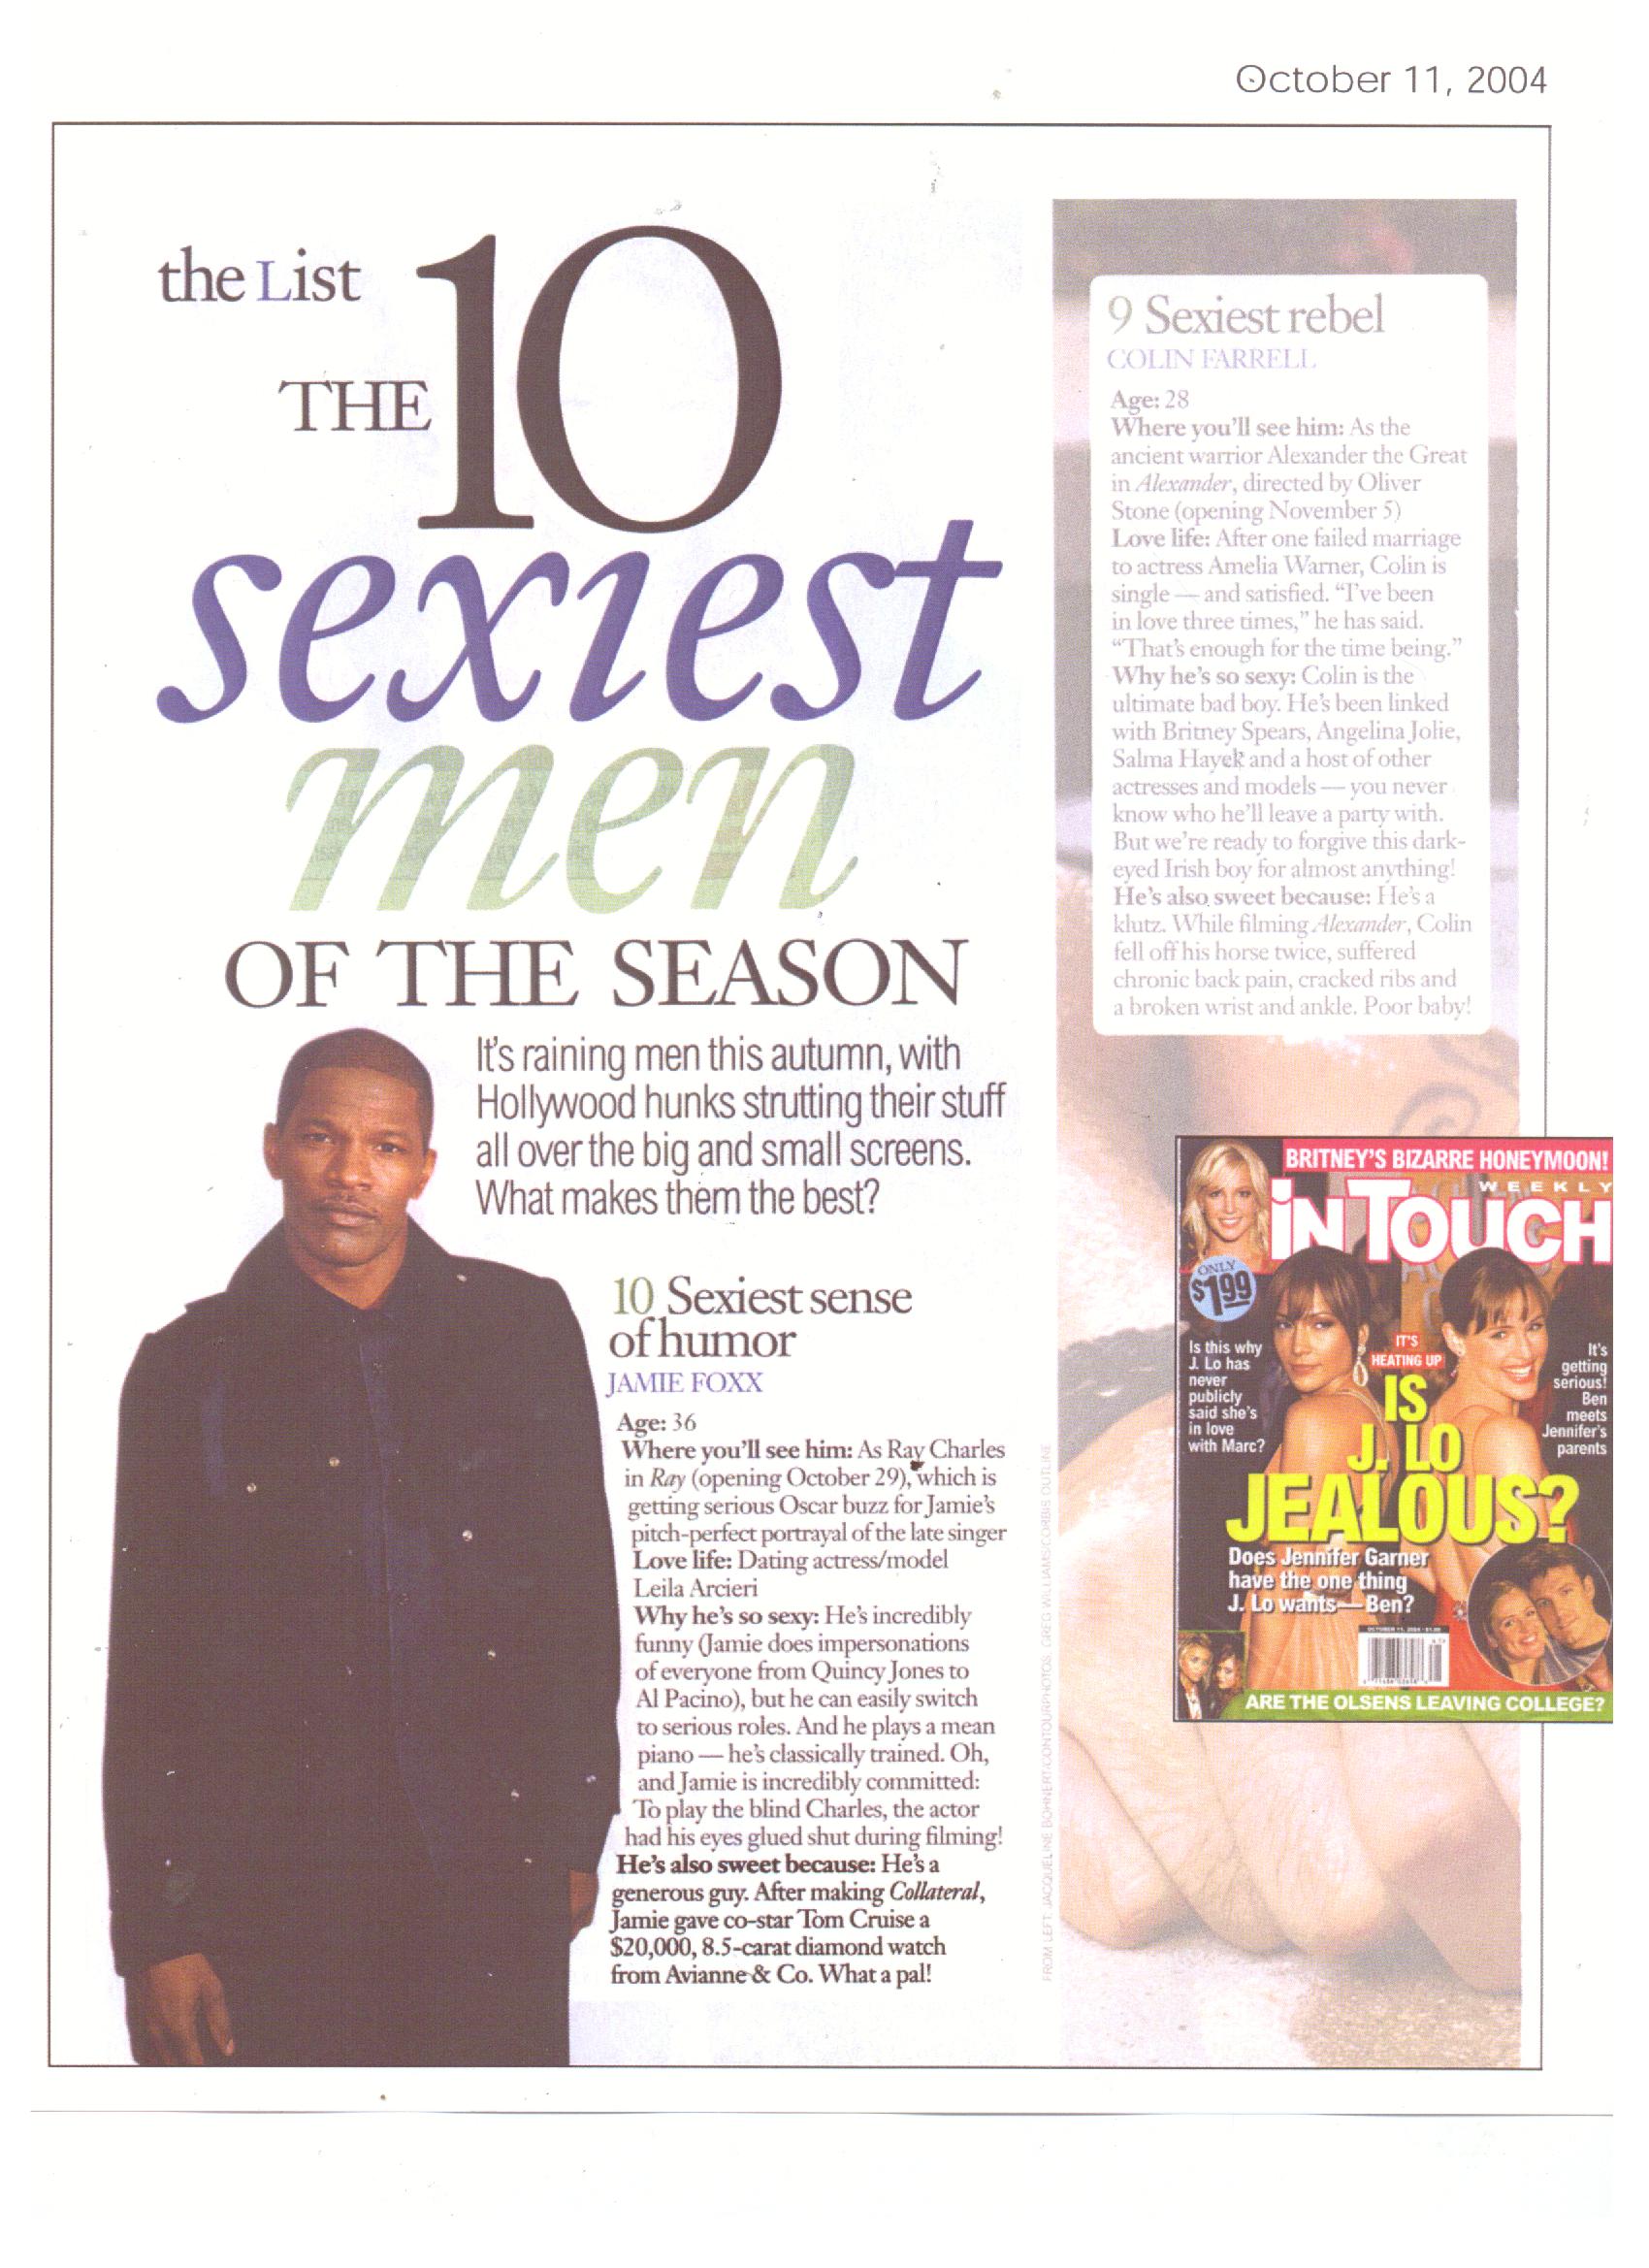 October 11, 2004
the List
THE 10
sexiest
men
OF THE SEASON
It's raining men this autumn, with
Hollywood hunks strutting their stuff
all over the big and small screens.
What makes them the best?
10 Sexiest sense
of humor
JAMIE FOXX
Age: 36
Where you'll see him: As Ray Charles
in Ray (opening October 29), which is
getting serious Oscar buzz for Jamie's
pitch-perfect portrayal of the late singer
Love life: Dating actress/model
Leila Arcieri
Why he's so sexy: He's incredibly
funny (Jamie does impersonations
of everyone from Quincy Jones to
Al Pacino), but he can easily switch
to serious roles. And he plays a mean
piano — he's classically trained. Oh,
and Jamie is incredibly committed:
To play the blind Charles, the actor
had his eyes glued shut during filming!
He's also sweet because: He's a
generous guy. After making Collateral,
Jamie gave co-star Tom Cruise a
$20,000, 8.5-carat diamond watch
from Avianne & Co. What a pal!
FROM LEFT: JACQUELINE BOHNERT/CONTOURPHOTOS; GREG WILLIAMS/CORBIS OUTLINE
9 Sexiest rebel
COLIN FARRELL
Age: 28
Where you'll see him: As the
ancient warrior Alexander the Great
in Alexander, directed by Oliver
Stone (opening November 5)
Love life: After one failed marriage
to actress Amelia Warner, Colin is
single — and satisfied. "I've been
in love three times," he has said.
"That's enough for the time being."
Why he's so sexy: Colin is the
ultimate bad boy. He's been linked
with Britney Spears, Angelina Jolie,
Salma Hayek and a host of other
actresses and models — you never
know who he'll leave a party with.
But we're ready to forgive this dark-
eyed Irish boy for almost anything!
He's also sweet because: He's a
klutz. While filming Alexander, Colin
fell off his horse twice, suffered
chronic back pain, cracked ribs and
a broken wrist and ankle. Poor baby!
BRITNEY'S BIZARRE HONEYMOON!
WEEKLY
iN TOUCH
ONLY
$1.99
Is this why
J. Lo has
never
publicly
said she's
in love
with Marc?
IT'S
HEATING UP
IS
J. LO
JEALOUS?
It's
getting
serious!
Ben
meets
Jennifer's
parents
Does Jennifer Garner
have the one thing
J. Lo wants—Ben?
OCTOBER 11, 2004
ARE THE OLSENS LEAVING COLLEGE?